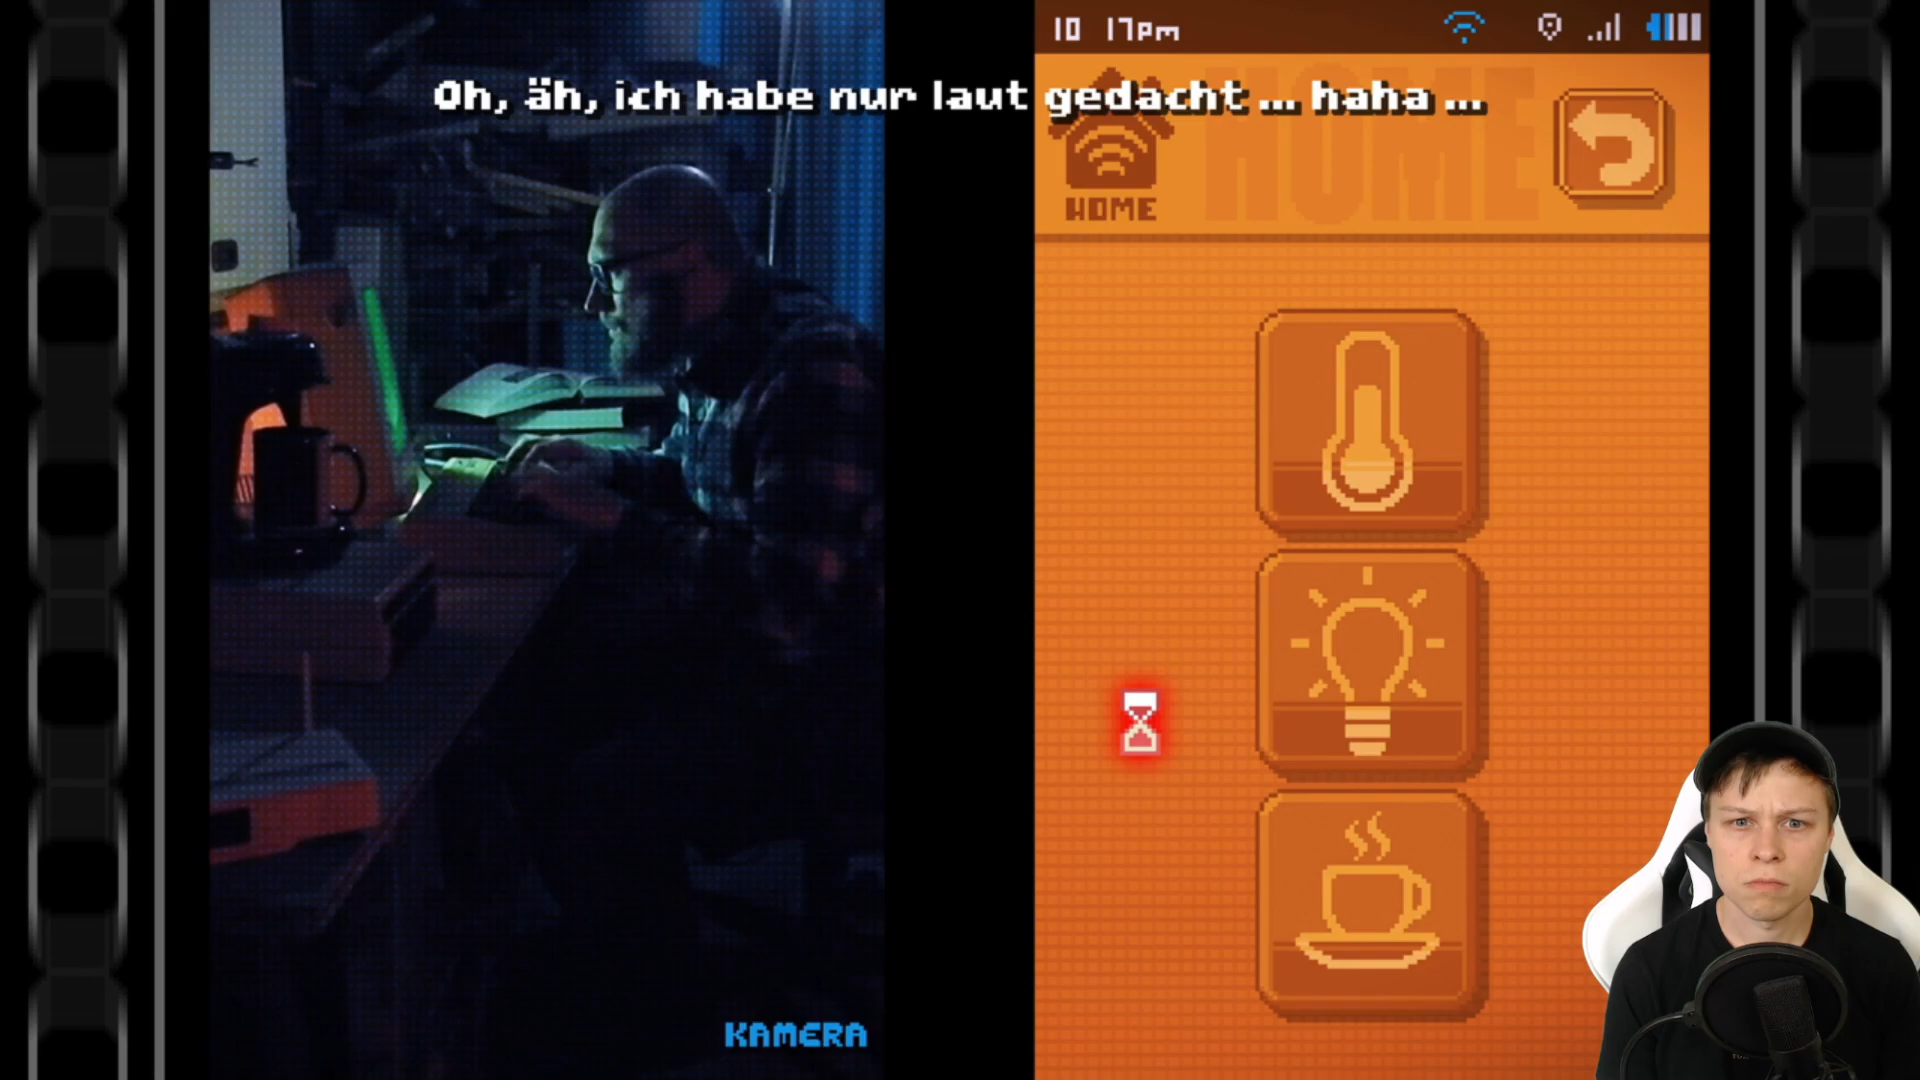 10 17pm
Oh, äh, ich habe nur laut gedacht ... haha ...
HOME
HOME
KAMERA